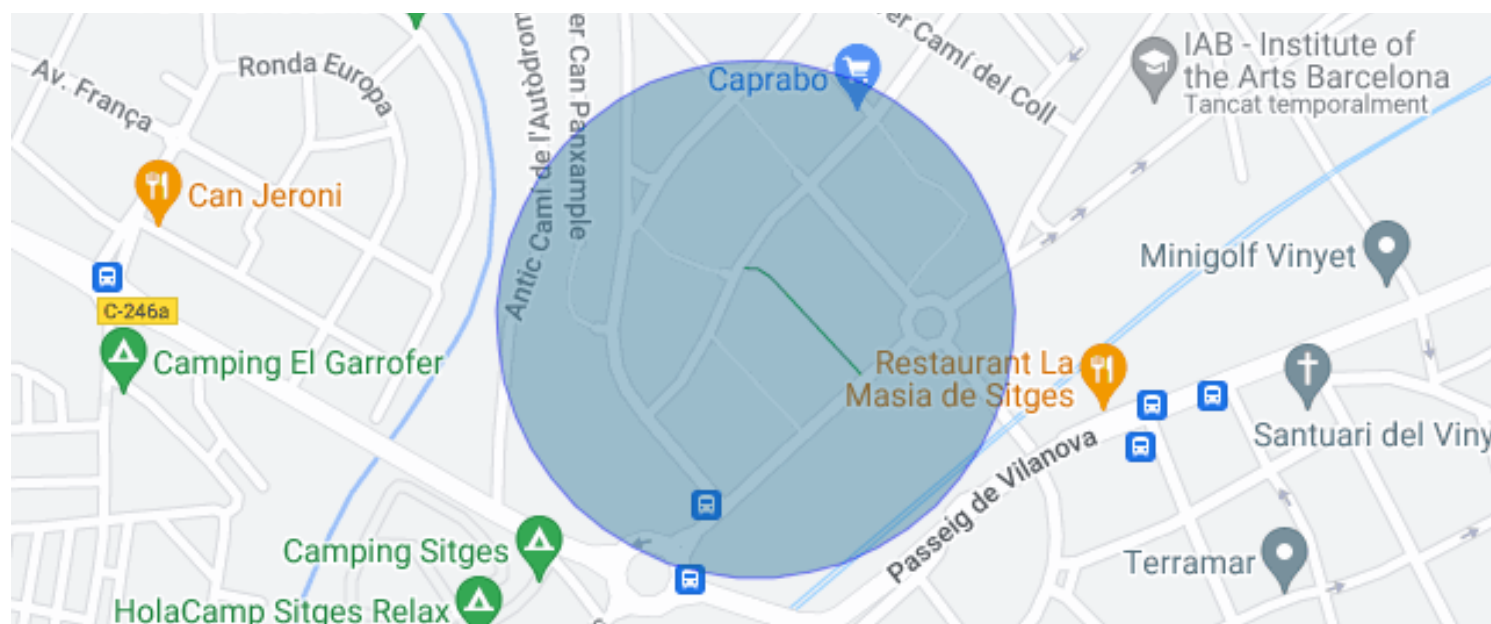 Av. França
Ronda Europa
Can Jeroni
C-246a
Camping El Garrofer
Camping Sitges
HolaCamp Sitges Relax
Antic Camí de l'Autòdrom
er Can Panxample
Caprabo
er Camí del Coll
IAB - Institute of
the Arts Barcelona
Tancat temporalment
Minigolf Vinyet
Restaurant La
Masia de Sitges
Passeig de Vilanova
Santuari del Viny
Terramar